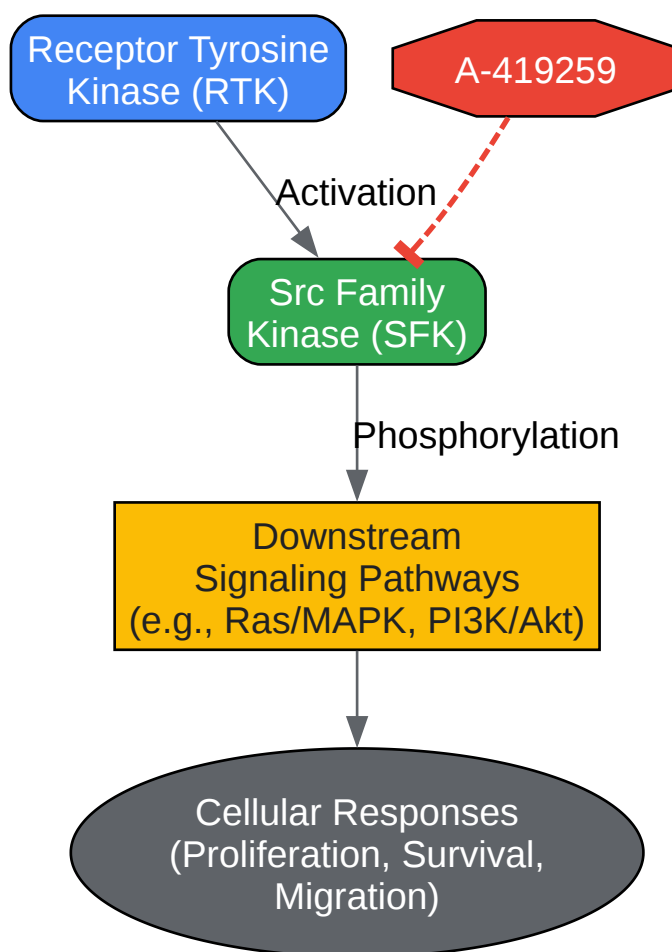 Receptor Tyrosine
Kinase (RTK)
A-419259
Activation
Src Family
Kinase (SFK)
Phosphorylation
Downstream
Signaling Pathways
(e.g., Ras/MAPK, PI3K/Akt)
Cellular Responses
(Proliferation, Survival,
Migration)